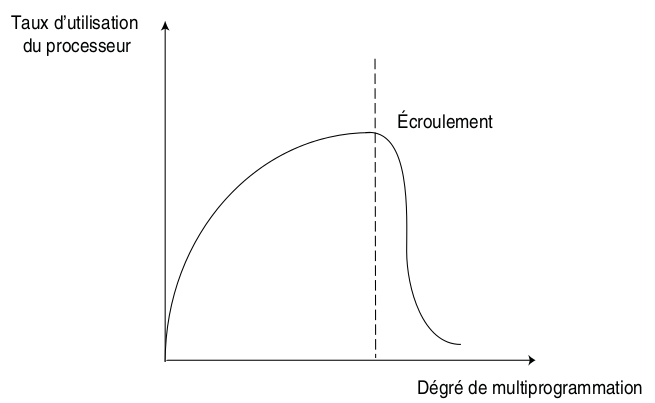 Taux d'utilisation
du processeur
Écroulement
Dégré de multiprogrammation